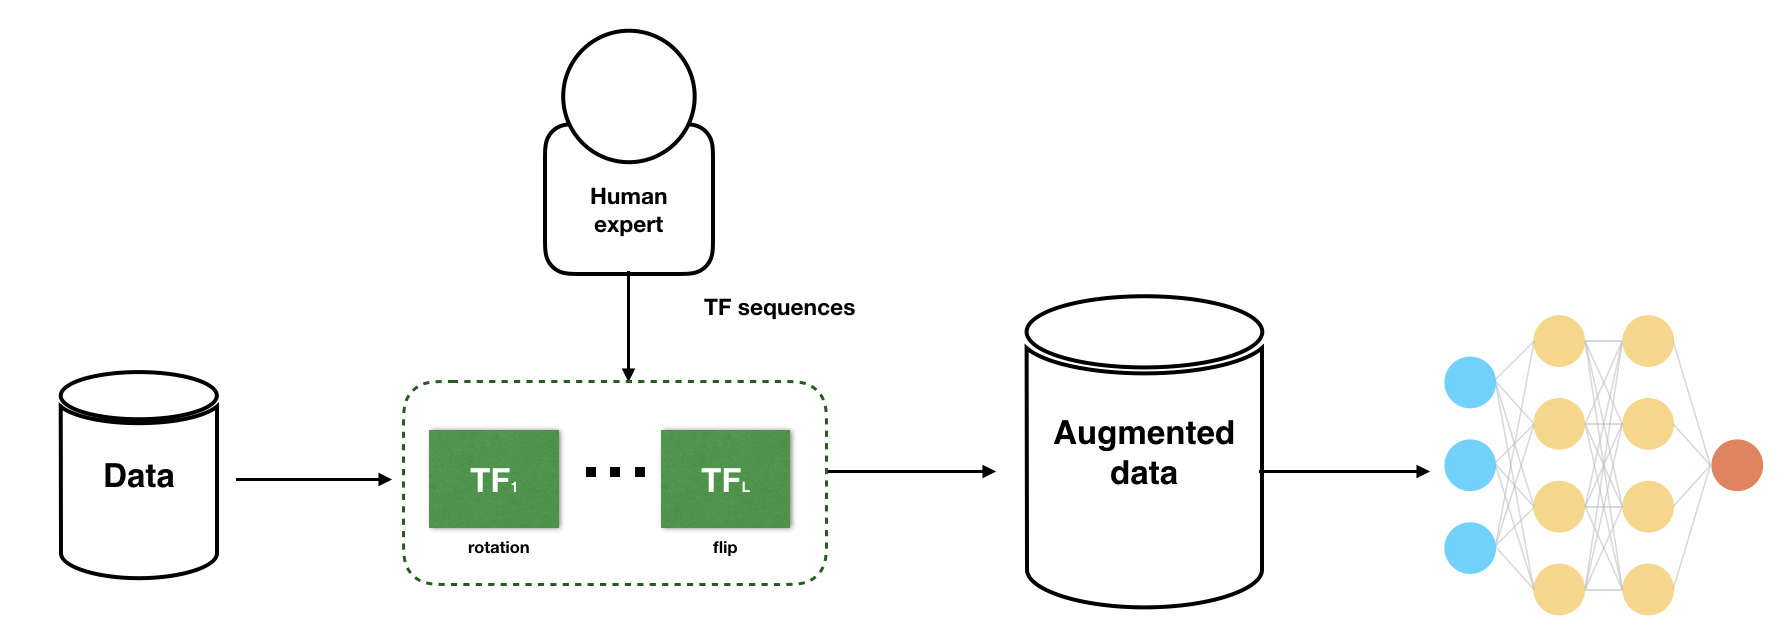 Human
expert
TF sequences
Data
TF1
TFL
rotation
flip
Augmented
data